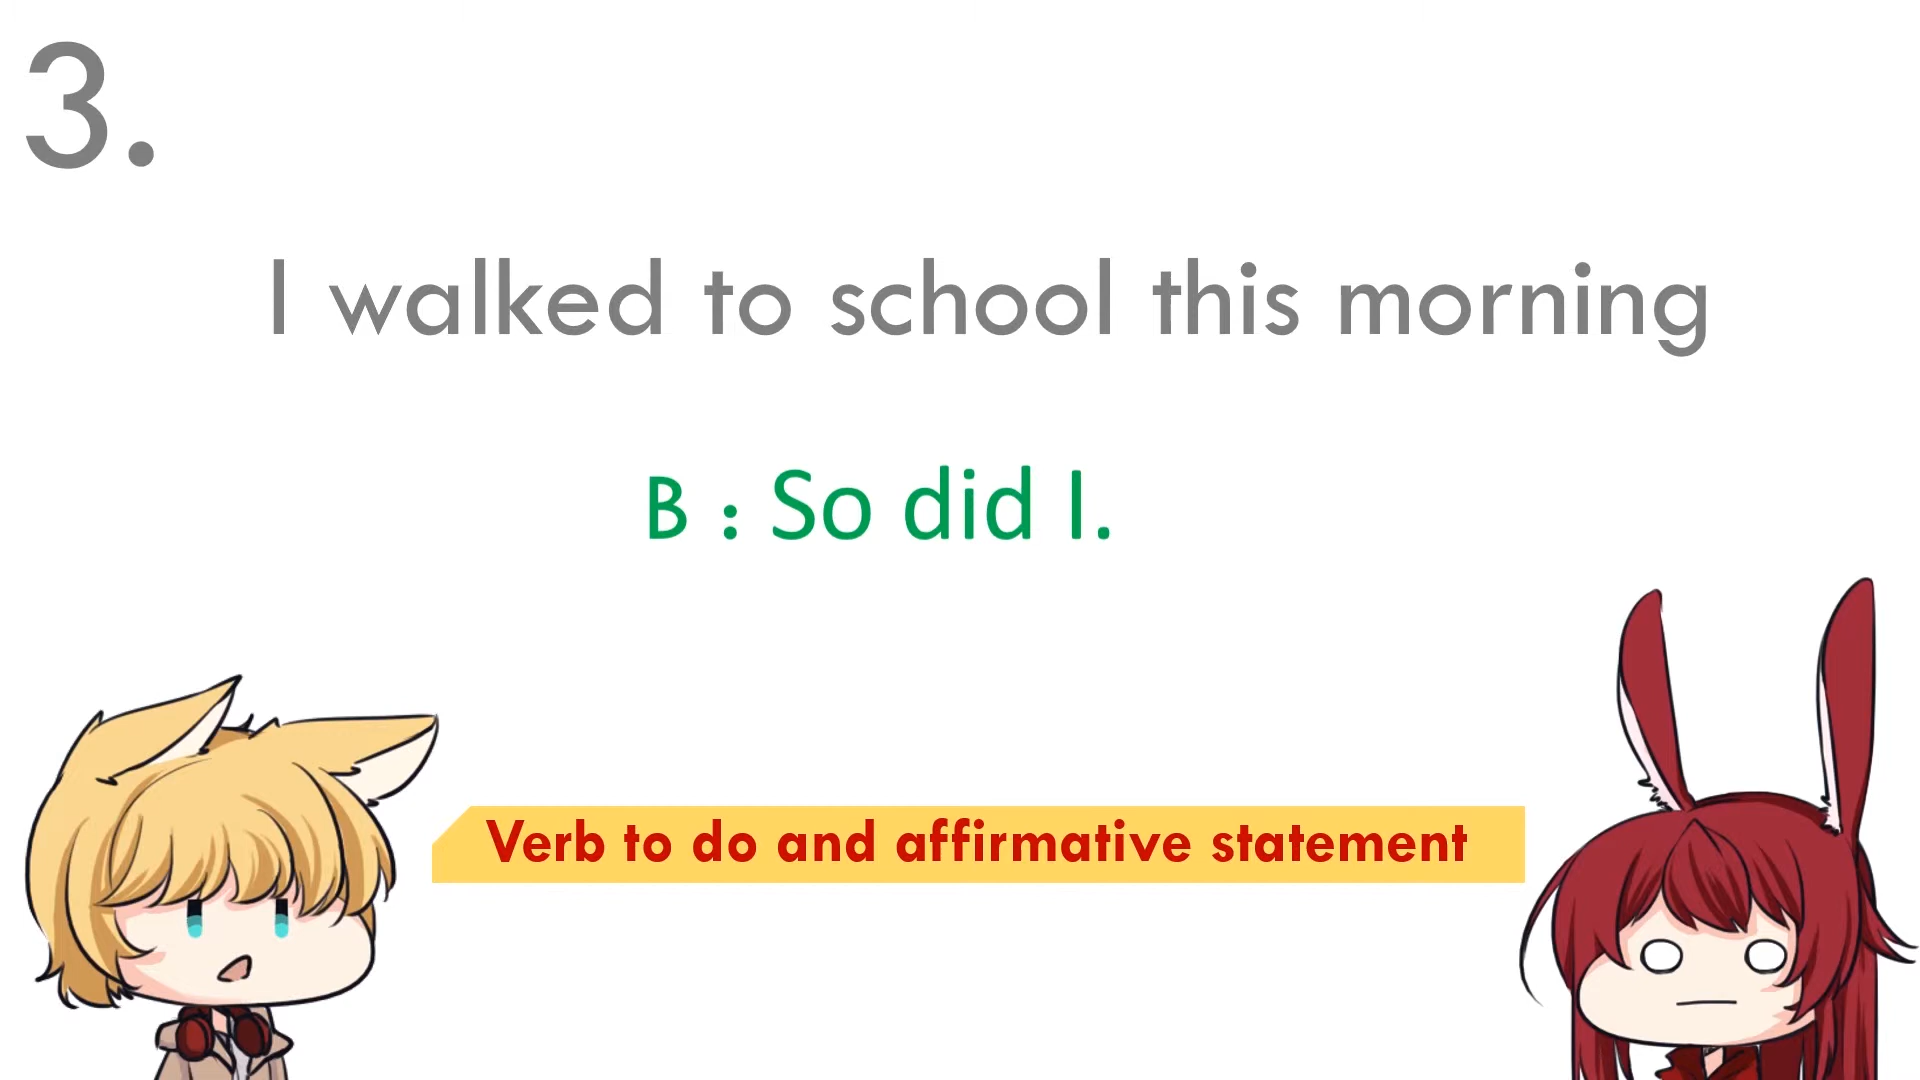 3.
I walked to school this morning
B : So did I.
Verb to do and affirmative statement